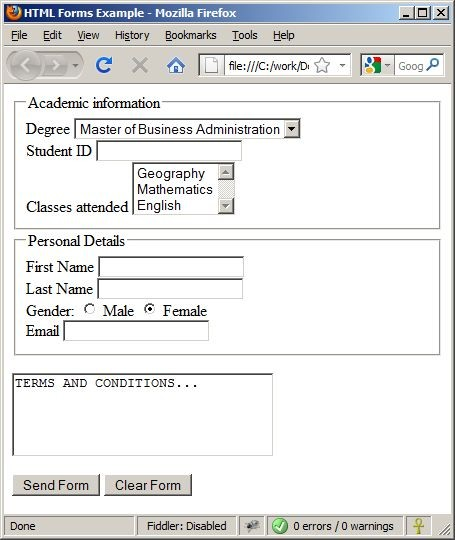 HTML Forms Example - Mozilla Firefox
File Edit View History Bookmarks Tools Help
file:///C:/work/D Goog
Academic information
Degree Master of Business Administration
Student ID
Geography
Mathematics
Classes attended English
Personal Details
First Name
Last Name
Gender: Male Female
Email
TERMS AND CONDITIONS...
Send Form Clear Form
Done Fiddler: Disabled 0 errors / 0 warnings